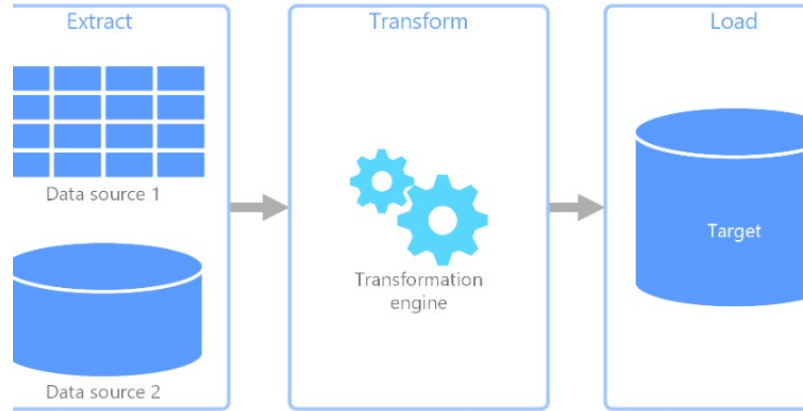 Extract
Data source 1
Data source 2
Transform
Transformation
engine
Load
Target